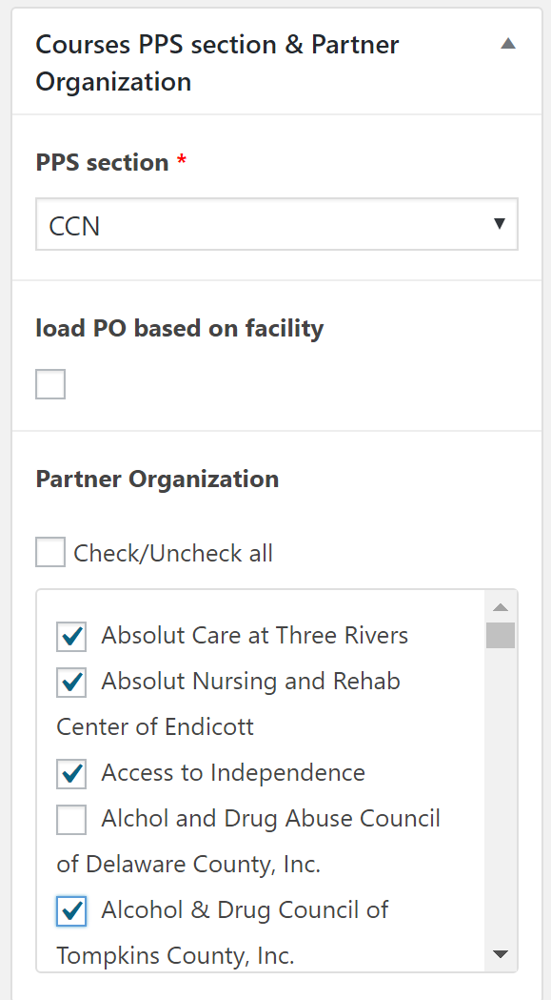 Courses PPS section & Partner
Organization
PPS section *
CCN
load PO based on facility
Partner Organization
Check/Uncheck all
Absolut Care at Three Rivers
Absolut Nursing and Rehab
Center of Endicott
Access to Independence
Alchol and Drug Abuse Council
of Delaware County, Inc.
Alcohol & Drug Council of
Tompkins County, Inc.